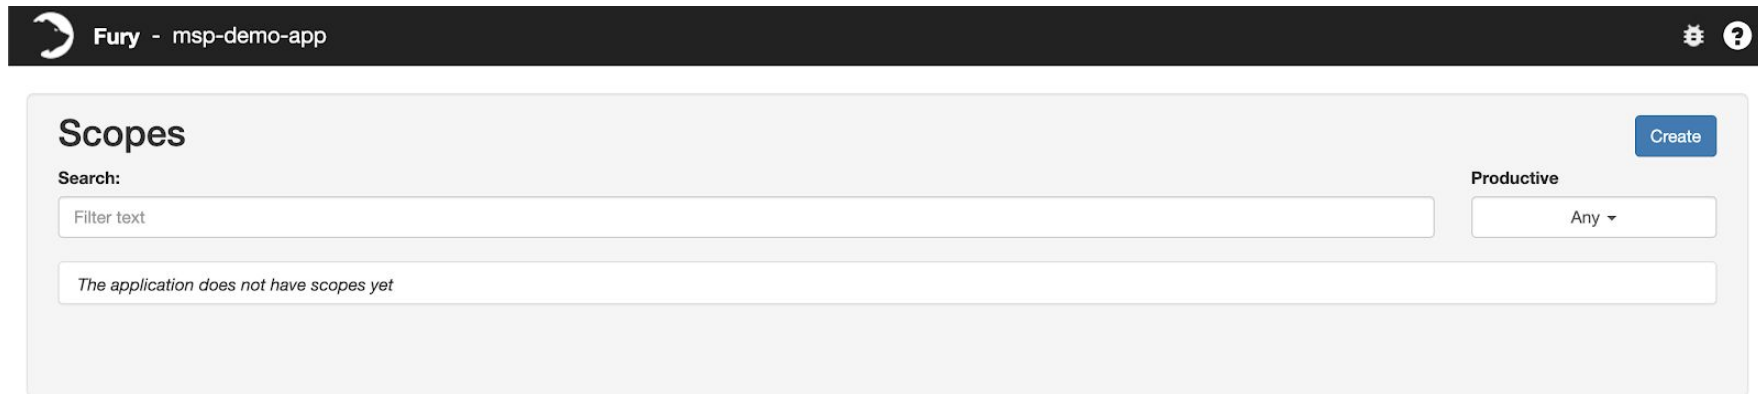 Fury - msp-demo-app
Scopes
Create
Search:
Productive
Filter text
Any
The application does not have scopes yet